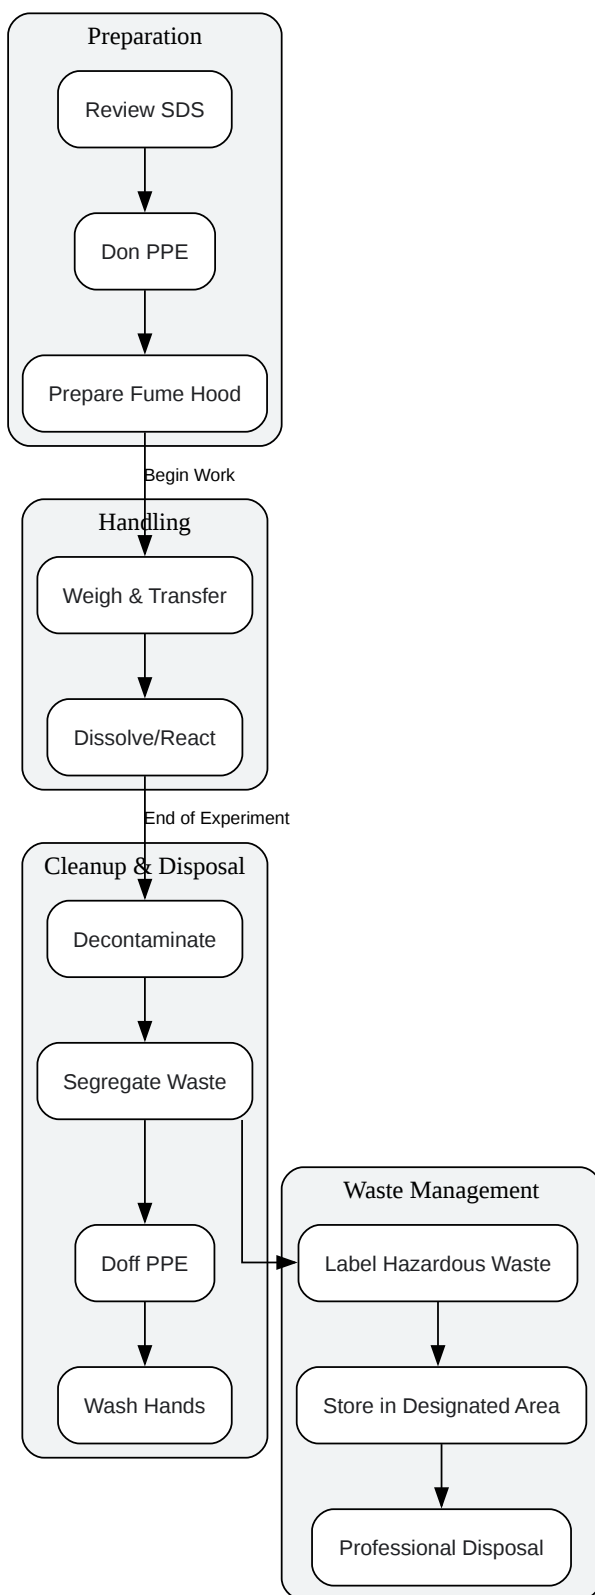 Preparation
Review SDS
Don PPE
Prepare Fume Hood
Begin Work
Handling
Weigh & Transfer
Dissolve/React
End of Experiment
Cleanup & Disposal
Decontaminate
Segregate Waste
Doff PPE
Wash Hands
Waste Management
Label Hazardous Waste
Store in Designated Area
Professional Disposal